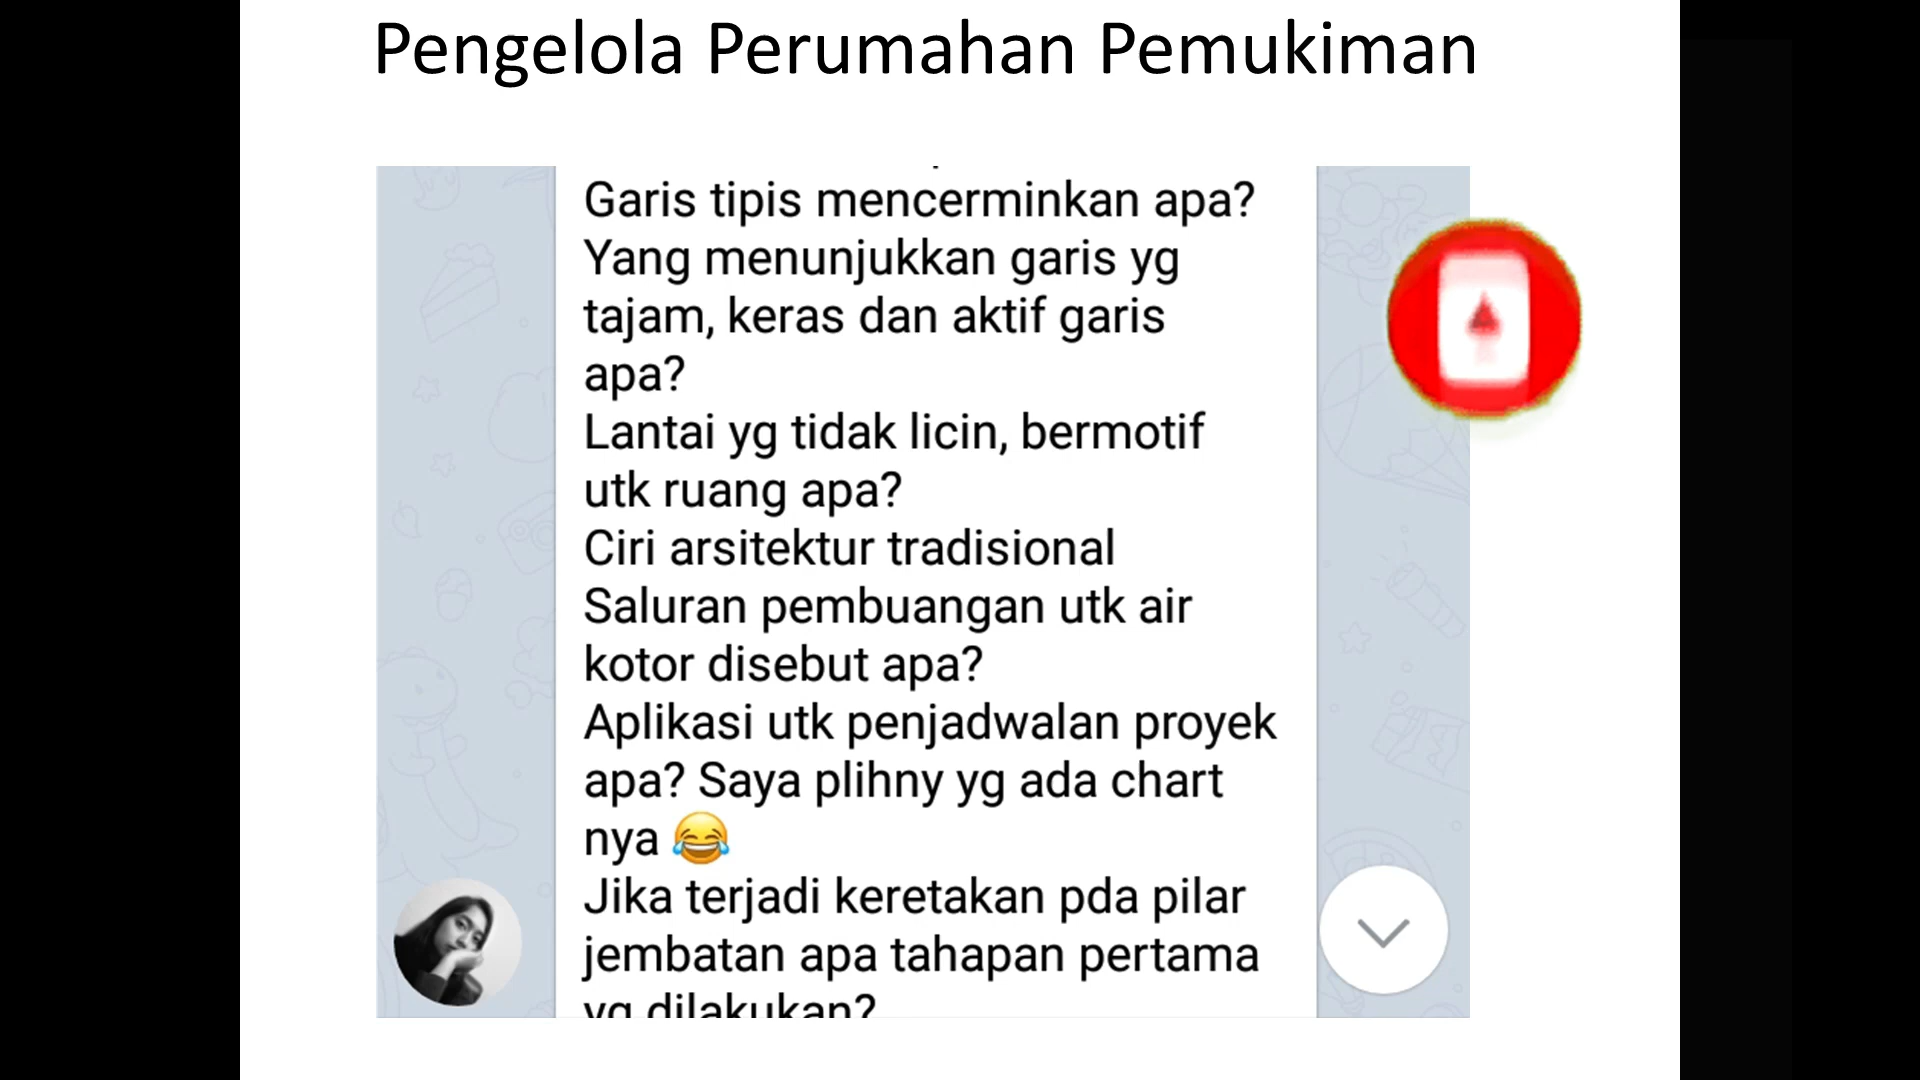 Pengelola Perumahan Pemukiman
Garis tipis mencerminkan apa?
Yang menunjukkan garis yg
tajam, keras dan aktif garis
apa?
Lantai yg tidak licin, bermotif
utk ruang apa?
Ciri arsitektur tradisional
Saluran pembuangan utk air
kotor disebut apa?
Aplikasi utk penjadwalan proyek
apa? Saya plihny yg ada chart
nya 😂
Jika terjadi keretakan pda pilar
jembatan apa tahapan pertama
yg dilakukan?